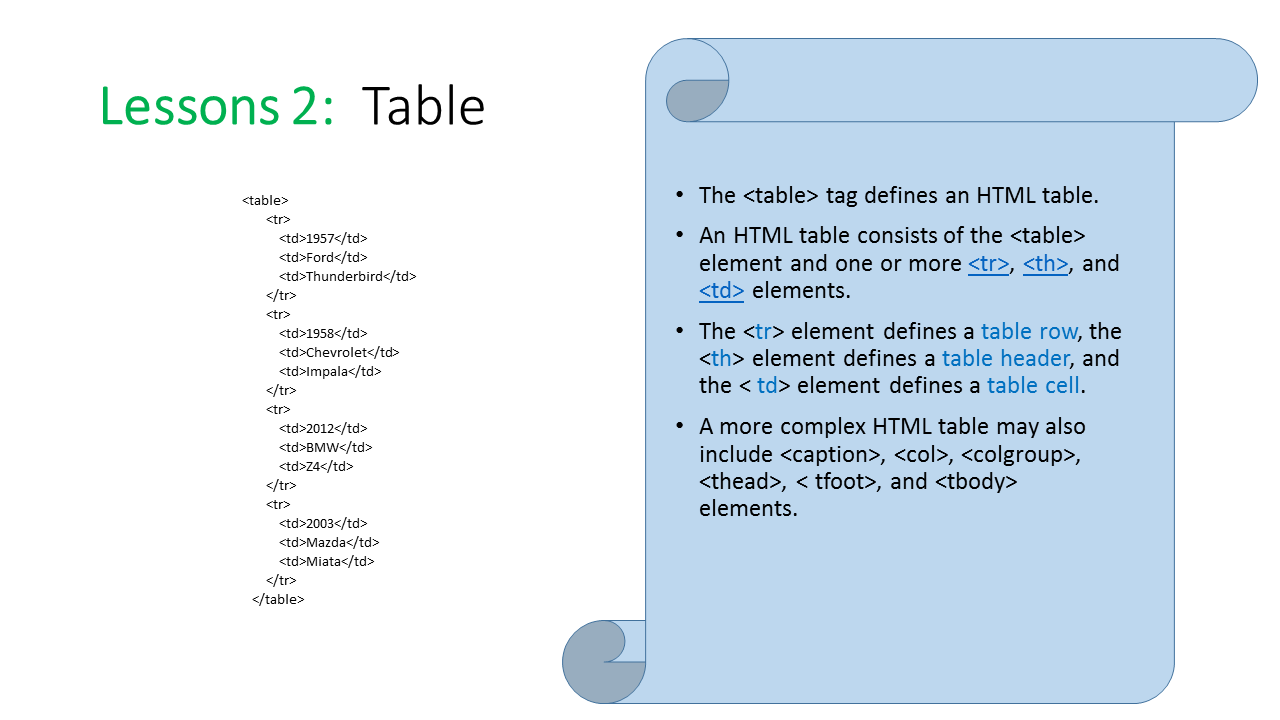 Lessons 2: Table
<table>
<tr>
<td>1957</td>
<td>Ford</td>
<td>Thunderbird</td>
</tr>
<tr>
<td>1958</td>
<td>Chevrolet</td>
<td>Impala</td>
</tr>
<tr>
<td>2012</td>
<td>BMW</td>
<td>Z4</td>
</tr>
<tr>
<td>2003</td>
<td>Mazda</td>
<td>Miata</td>
</tr>
</table>
• The <table> tag defines an HTML table.
• An HTML table consists of the <table>
element and one or more <tr>, <th>, and
<td> elements.
• The <tr> element defines a table row, the
<th> element defines a table header, and
the < td> element defines a table cell.
• A more complex HTML table may also
include <caption>, <col>, <colgroup>,
<thead>, < tfoot>, and <tbody>
elements.